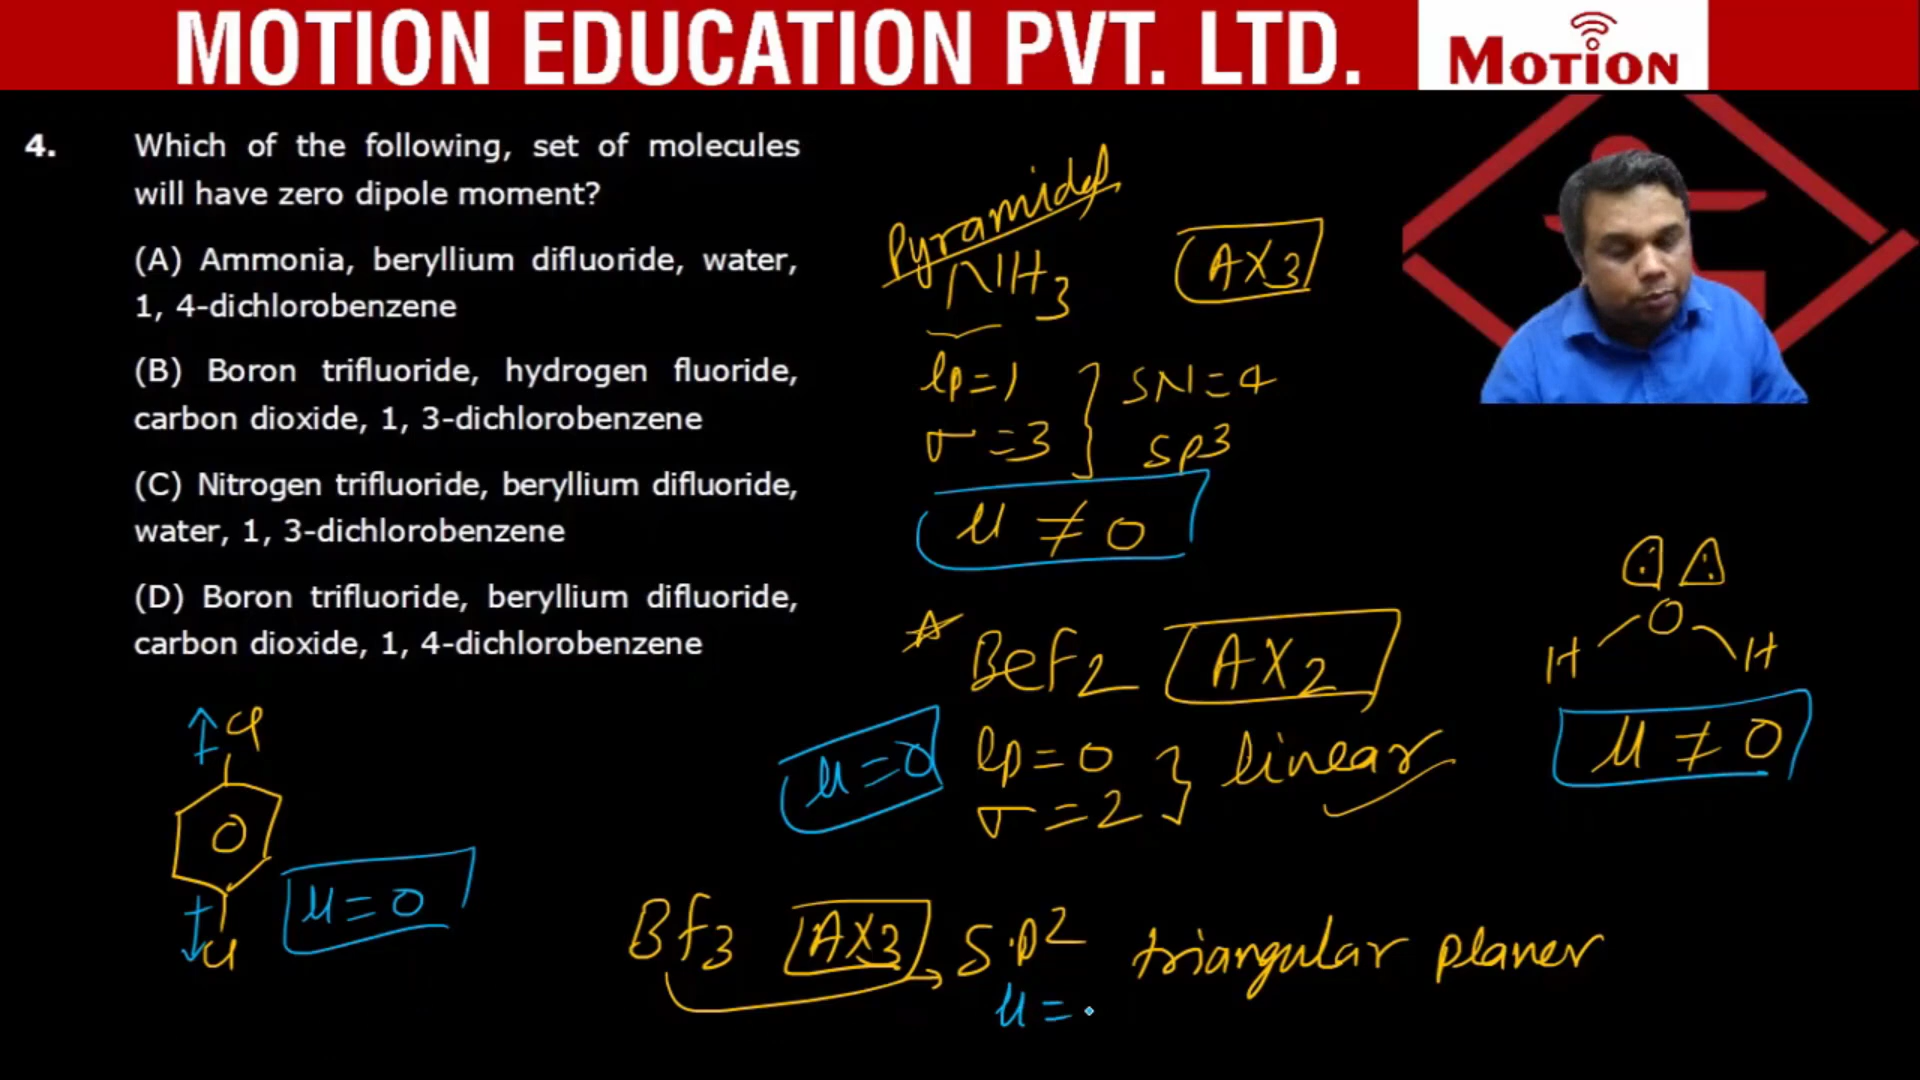 MOTION EDUCATION PVT. LTD.
MOTION
4. Which of the following, set of molecules
will have zero dipole moment?
(A) Ammonia, beryllium difluoride, water,
1, 4-dichlorobenzene
(B) Boron trifluoride, hydrogen fluoride,
carbon dioxide, 1, 3-dichlorobenzene
(C) Nitrogen trifluoride, beryllium difluoride,
water, 1, 3-dichlorobenzene
(D) Boron trifluoride, beryllium difluoride,
carbon dioxide, 1, 4-dichlorobenzene
Pyramidal
NH3 AX3
lp=1
σ=3
SN=4
sp3
μ ≠ 0
BeF2 AX2
μ=0
lp=0
σ=2
linear
O
H H
μ ≠ 0
Cl
Cl
μ=0
BF3 AX3 sp2 triangular planer
μ=